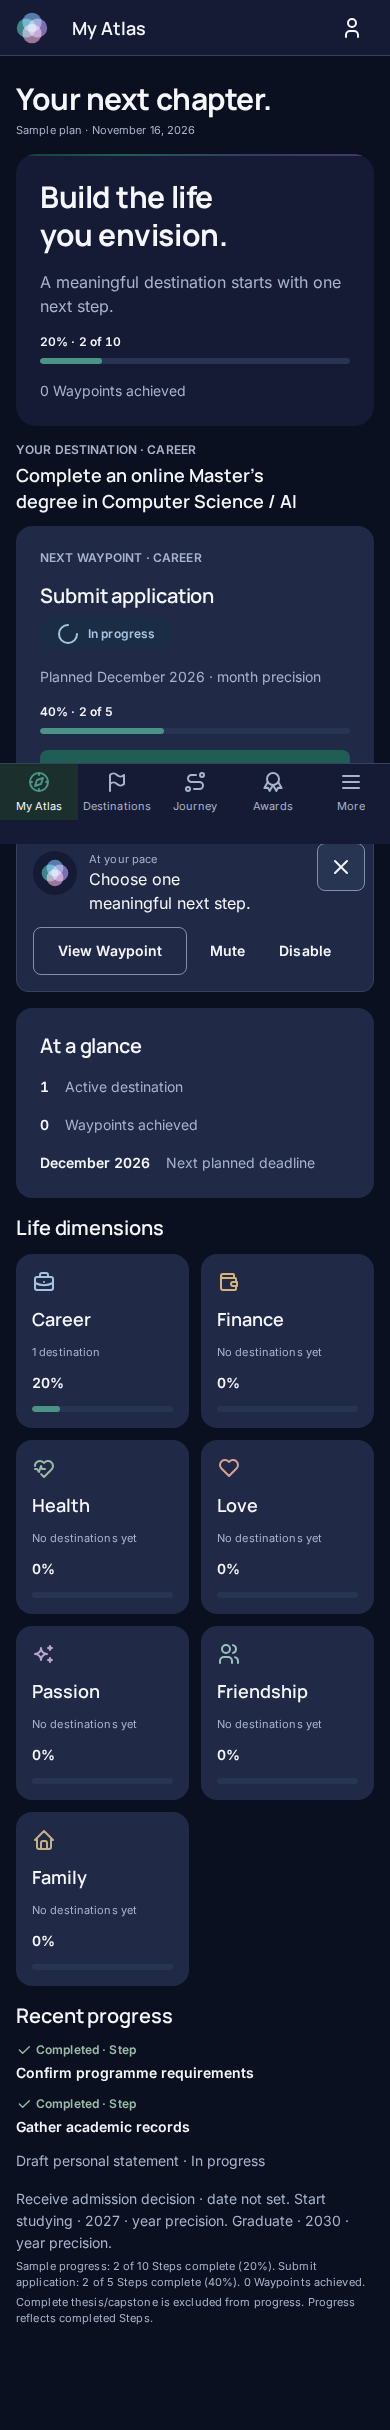 My Atlas
Your next chapter.
Sample plan · November 16, 2026
Build the life
you envision.
A meaningful destination starts with one
next step.
20% · 2 of 10
0 Waypoints achieved
YOUR DESTINATION · CAREER
Complete an online Master's
degree in Computer Science / AI
NEXT WAYPOINT · CAREER
Submit application
In progress
Planned December 2026 · month precision
40% · 2 of 5
My Atlas
Destinations
Journey
Awards
More
At your pace
Choose one
meaningful next step.
View Waypoint
Mute
Disable
At a glance
1 Active destination
0 Waypoints achieved
December 2026 Next planned deadline
Life dimensions
Career
1 destination
20%
Finance
No destinations yet
0%
Health
No destinations yet
0%
Love
No destinations yet
0%
Passion
No destinations yet
0%
Friendship
No destinations yet
0%
Family
No destinations yet
0%
Recent progress
Completed · Step
Confirm programme requirements
Completed · Step
Gather academic records
Draft personal statement · In progress
Receive admission decision · date not set. Start
studying · 2027 · year precision. Graduate · 2030 ·
year precision.
Sample progress: 2 of 10 Steps complete (20%). Submit
application: 2 of 5 Steps complete (40%). 0 Waypoints achieved.
Complete thesis/capstone is excluded from progress. Progress
reflects completed Steps.